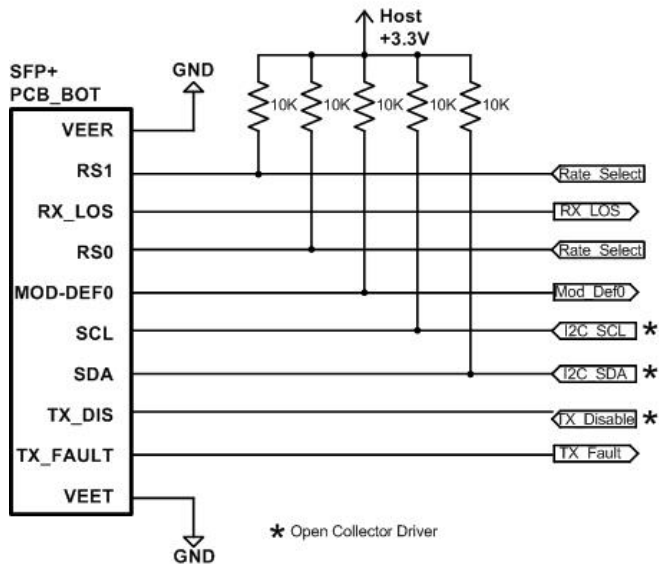 Host
+3.3V
SFP+
PCB_BOT
GND
10K 10K 10K 10K 10K
VEER
RS1 Rate_Select
RX_LOS RX_LOS
RS0 Rate_Select
MOD-DEF0 Mod_Def0
SCL I2C_SCL *
SDA I2C_SDA *
TX_DIS TX_Disable *
TX_FAULT TX_Fault
VEET
* Open Collector Driver
GND